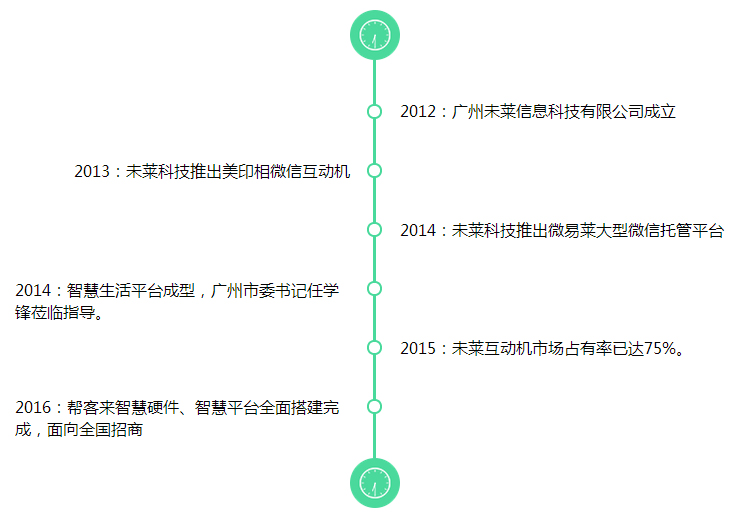 2012：广州未莱信息科技有限公司成立
2013：未莱科技推出美印相微信互动机
2014：未莱科技推出微易莱大型微信托管平台
2014：智慧生活平台成型，广州市委书记任学
锋莅临指导。
2015：未莱互动机市场占有率已达75%。
2016：帮客来智慧硬件、智慧平台全面搭建完
成，面向全国招商